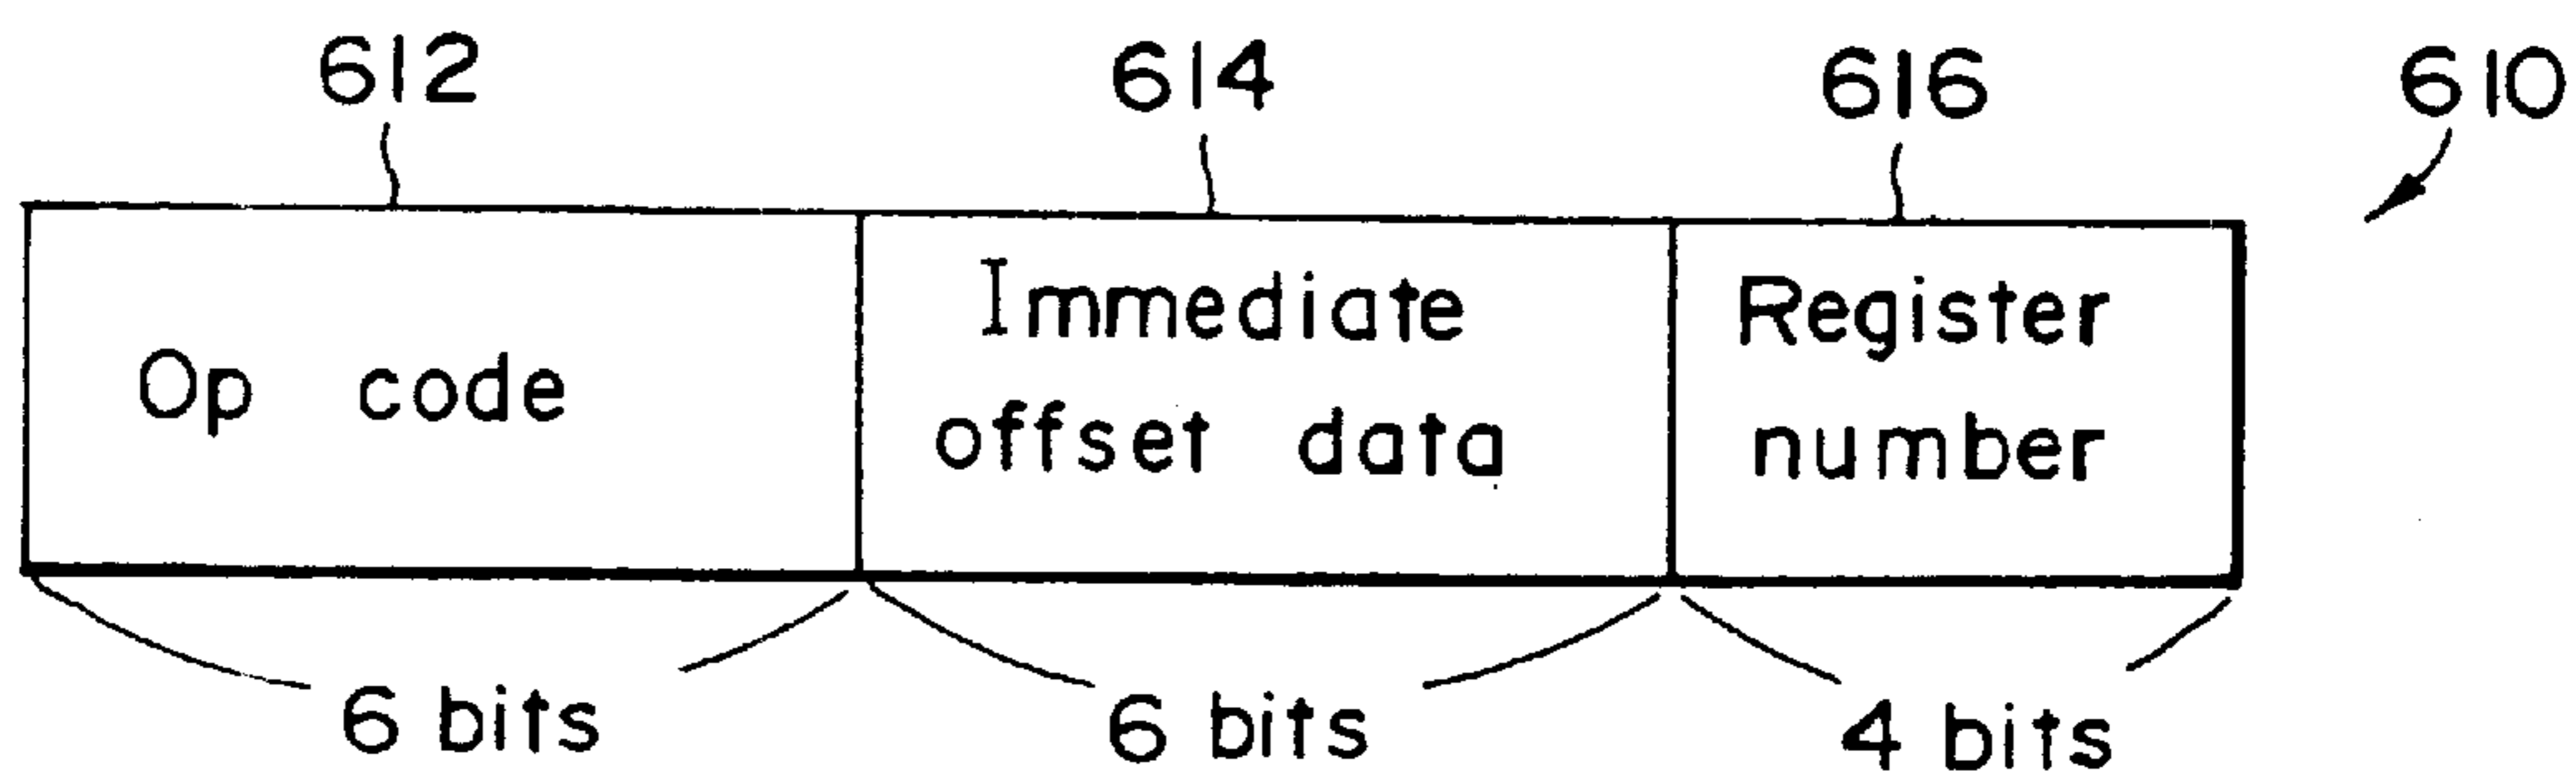 612 614 616 610
Op code
Immediate
offset data
Register
number
6 bits 6 bits 4 bits